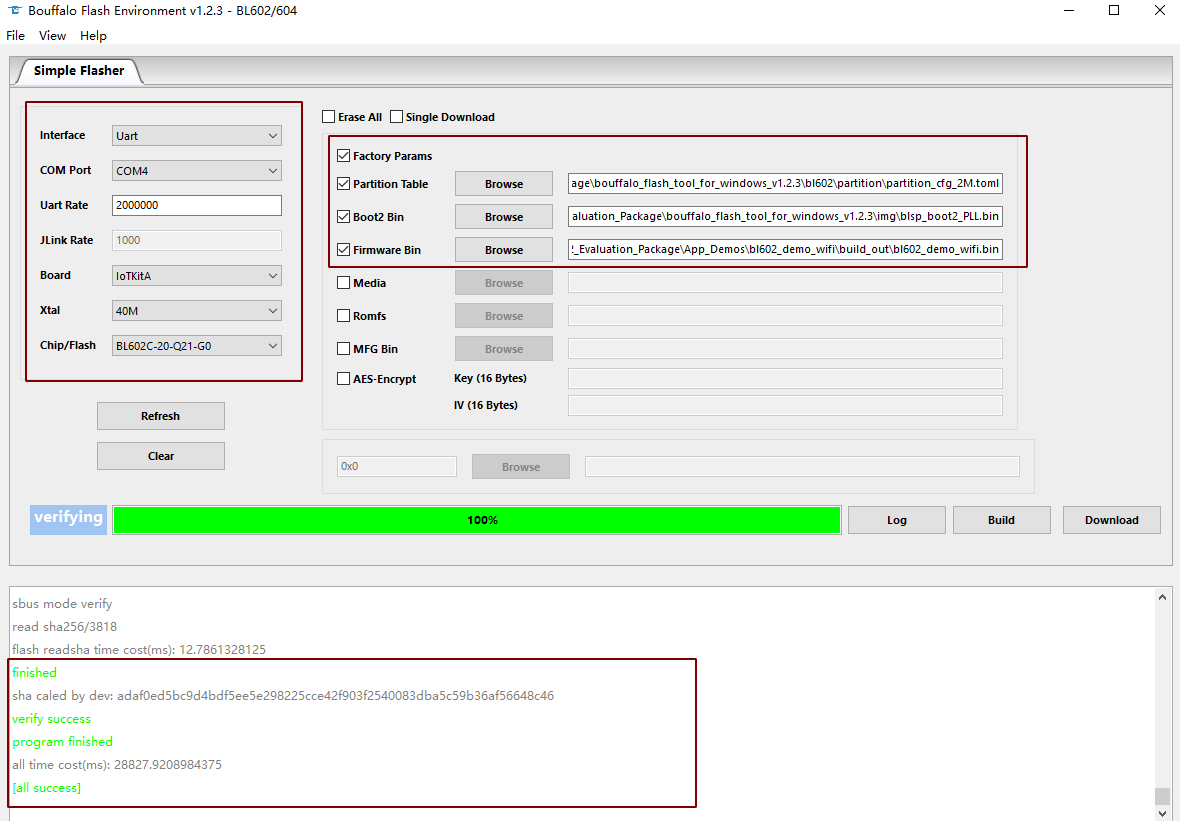 Bouffalo Flash Environment v1.2.3 - BL602/604
File View Help
Simple Flasher
Interface Uart
COM Port COM4
Uart Rate 2000000
JLink Rate 1000
Board IoTKitA
Xtal 40M
Chip/Flash BL602C-20-Q21-G0
Refresh
Clear
Erase All Single Download
Factory Params
Partition Table Browse age\bouffalo_flash_tool_for_windows_v1.2.3\bl602\partition\partition_cfg_2M.toml
Boot2 Bin Browse aluation_Package\bouffalo_flash_tool_for_windows_v1.2.3\img\blsp_boot2_PLL.bin
Firmware Bin Browse _Evaluation_Package\App_Demos\bl602_demo_wifi\build_out\bl602_demo_wifi.bin
Media Browse
Romfs Browse
MFG Bin Browse
AES-Encrypt Key (16 Bytes)
IV (16 Bytes)
0x0 Browse
verifying 100% Log Build Download
sbus mode verify
read sha256/3818
flash readsha time cost(ms): 12.7861328125
finished
sha caled by dev: adaf0ed5bc9d4bdf5ee5e298225cce42f903f2540083dba5c59b36af56648c46
verify success
program finished
all time cost(ms): 28827.9208984375
[all success]